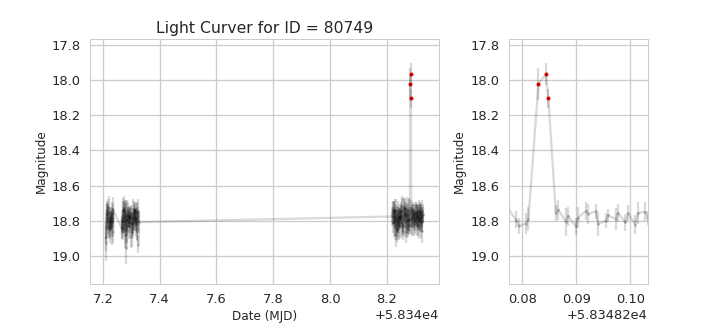 Light Curver for ID = 80749
Magnitude
17.8
18.0
18.2
18.4
18.6
18.8
19.0
7.2 7.4 7.6 7.8 8.0 8.2
Date (MJD)
+5.834e4
Magnitude
17.8
18.0
18.2
18.4
18.6
18.8
19.0
0.08 0.09 0.10
+5.83482e4